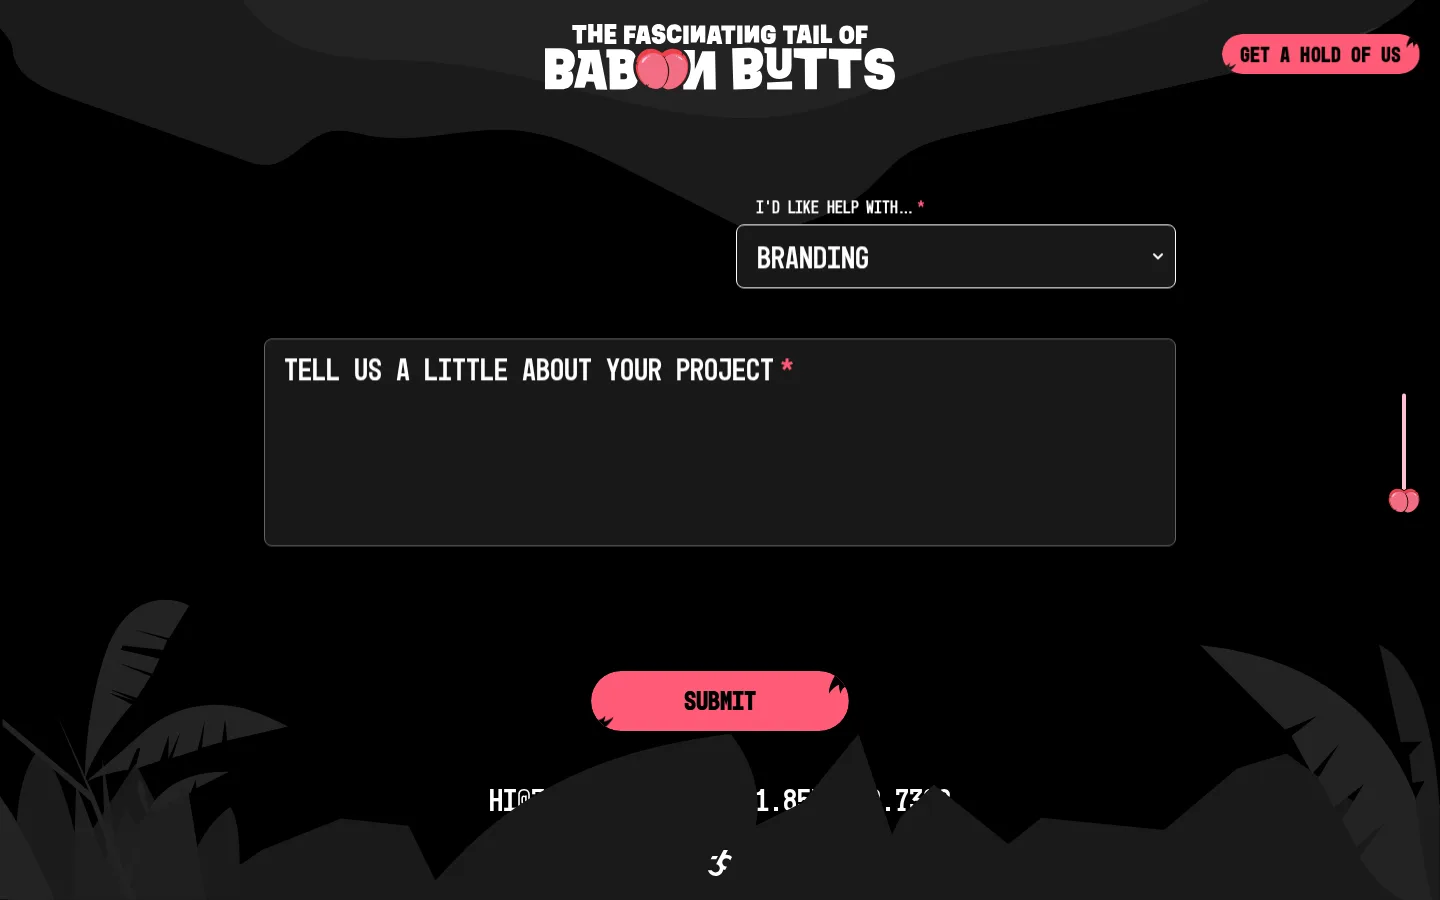 THE FASCINATING TAIL OF
BABOON BUTTS
GET A HOLD OF US
I'D LIKE HELP WITH... *
BRANDING
TELL US A LITTLE ABOUT YOUR PROJECT *
SUBMIT